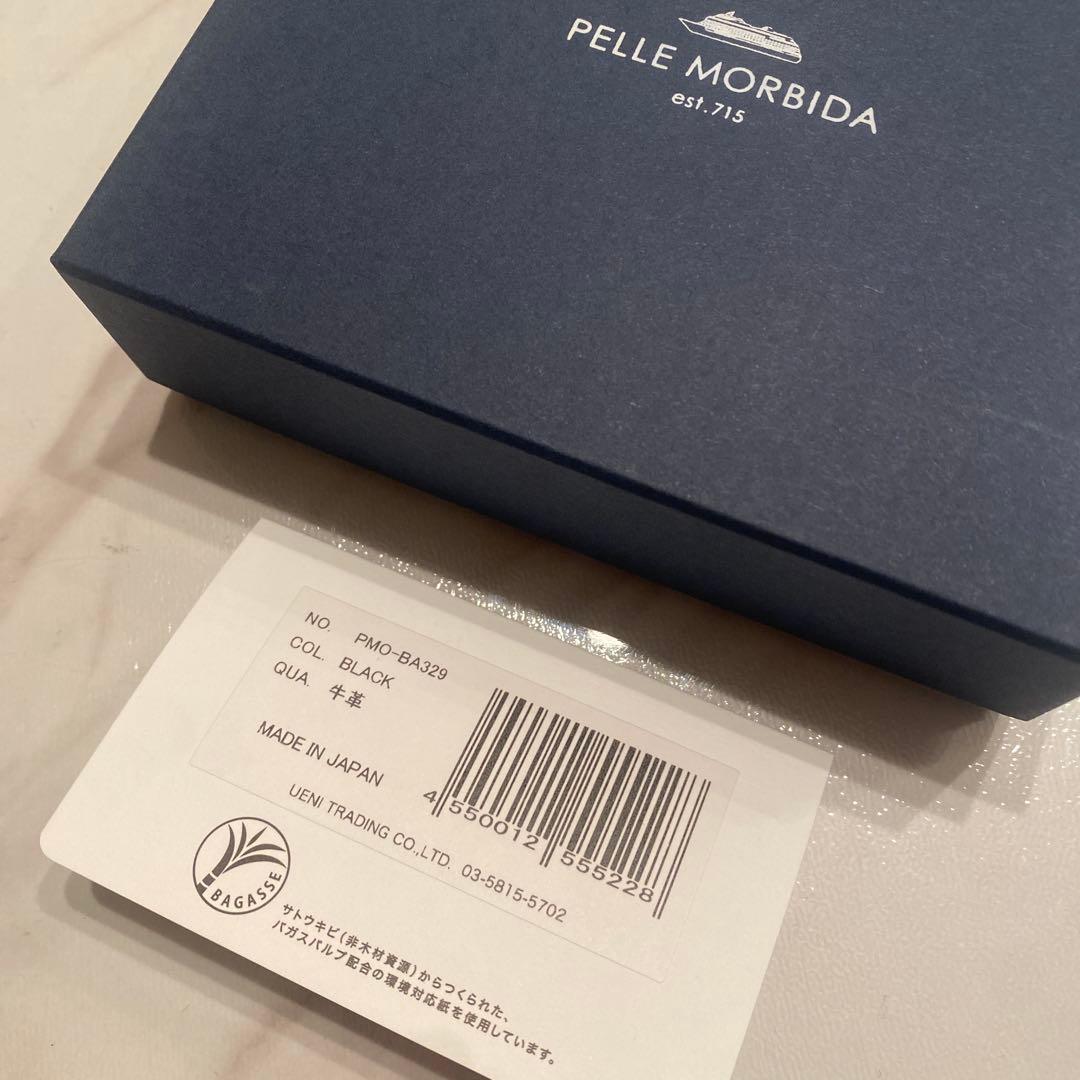 PELLE MORBIDA
est.715
NO. PMO-BA329
COL. BLACK
QUA. 牛革
MADE IN JAPAN
4 550012 555228
UENI TRADING CO.,LTD. 03-5815-5702
BAGASSE
サトウキビ(非木材資源)からつくられた、
バガスパルプ配合の環境対応紙を使用しています。